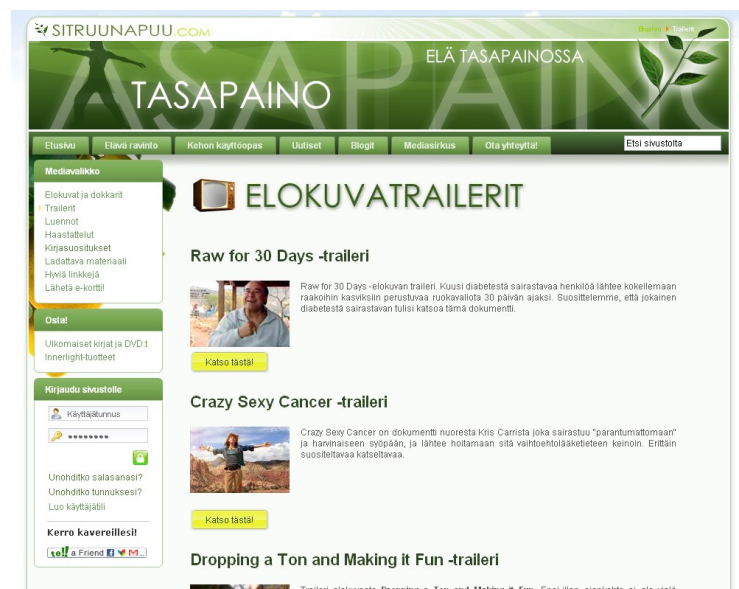 SITRUUNAPUU.COM
Etusivu Trailerit
ELÄ TASAPAINOSSA
TASAPAINO
Etusivu Elävä ravinto Kehon käyttöopas Uutiset Blogit Mediasirkus Ota yhteyttä! Etsi sivustolta
Mediavalikko
Elokuvat ja dokkarit
Trailerit
Luennot
Haastattelut
Kirjasuositukset
Ladattava materiaali
Hyviä linkkejä
Lähetä e-kortti!
Osta!
Ulkomaiset kirjat ja DVD:t
Innerlight-tuotteet
Kirjaudu sivustolle
Käyttäjätunnus
••••••••
Unohditko salasanasi?
Unohditko tunnuksesi?
Luo käyttäjätili
Kerro kavereillesi!
tell a Friend
ELOKUVATRAILERIT
Raw for 30 Days -traileri
Raw for 30 Days -elokuvan traileri. Kuusi diabetestä sairastavaa henkilöä lähtee kokeilemaan
raakoihin kasviksiin perustuvaa ruokavaliota 30 päivän ajaksi. Suosittelemme, että jokainen
diabetestä sairastavan tulisi katsoa tämä dokumentti.
Katso tästä!
Crazy Sexy Cancer -traileri
Crazy Sexy Cancer on dokumentti nuoresta Kris Carrista joka sairastuu "parantumattomaan"
ja harvinaiseen syöpään, ja lähtee hoitamaan sitä vaihtoehtolääketieteen keinoin. Erittäin
suositeltavaa katseltavaa.
Katso tästä!
Dropping a Ton and Making it Fun -traileri